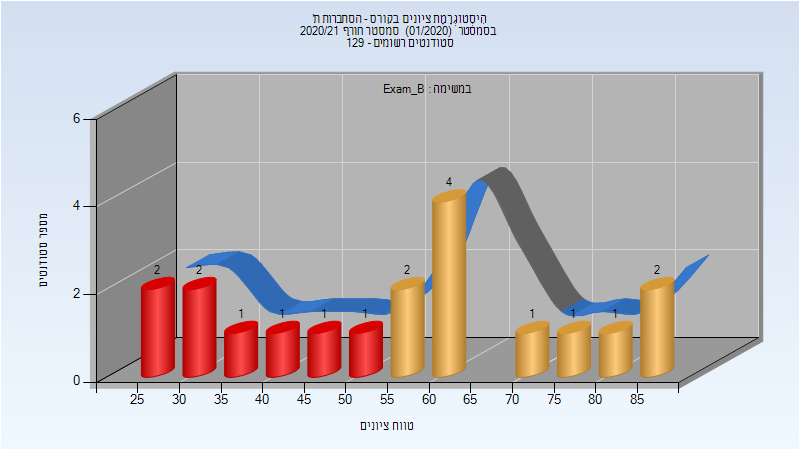 היסטוגרמת ציונים בקורס - הסתברות ת'
בסמסטר (01/2020) סמסטר חורף 2020/21
סטודנטים רשומים - 129
במשימה : Exam_B
מספר סטודנטים
6
4
2
0
2 2 1 1 1 1 2 4 1 1 1 2
25 30 35 40 45 50 55 60 65 70 75 80 85
טווח ציונים